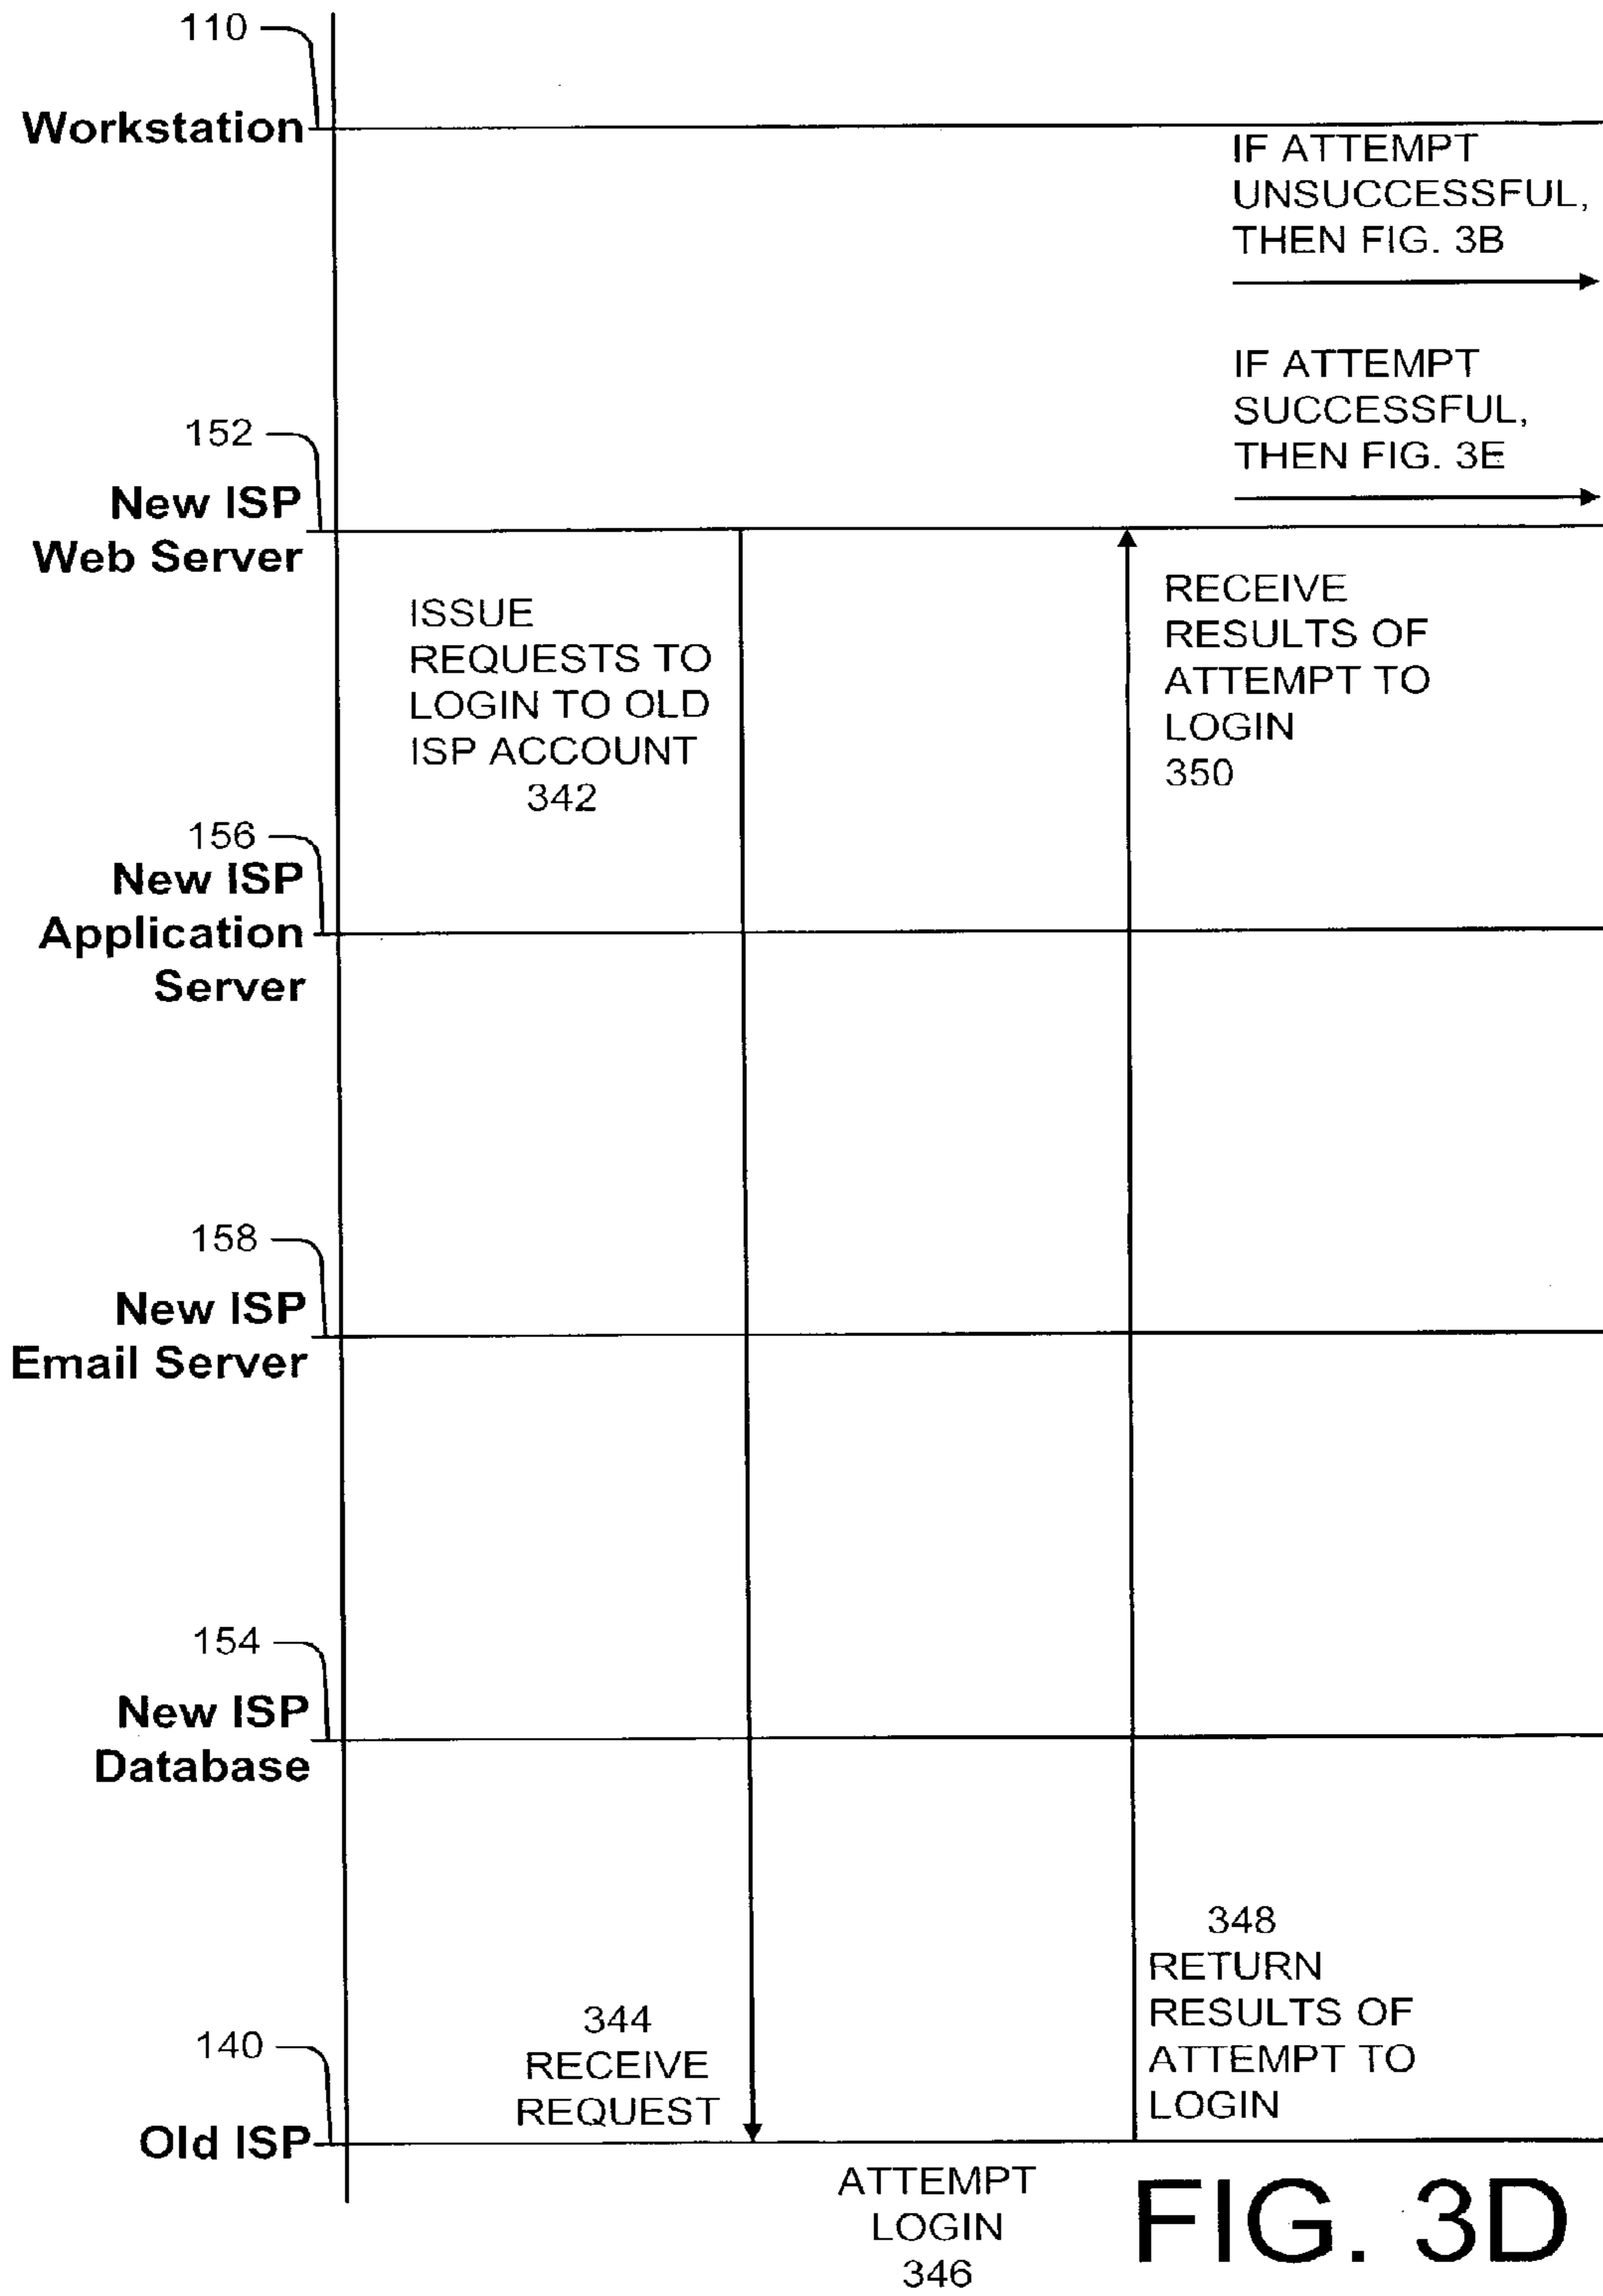 110
Workstation
IF ATTEMPT
UNSUCCESSFUL,
THEN FIG. 3B
IF ATTEMPT
SUCCESSFUL,
THEN FIG. 3E
152
New ISP
Web Server
ISSUE
REQUESTS TO
LOGIN TO OLD
ISP ACCOUNT
342
RECEIVE
RESULTS OF
ATTEMPT TO
LOGIN
350
156
New ISP
Application
Server
158
New ISP
Email Server
154
New ISP
Database
344
RECEIVE
REQUEST
348
RETURN
RESULTS OF
ATTEMPT TO
LOGIN
140
Old ISP
ATTEMPT
LOGIN
346
FIG. 3D